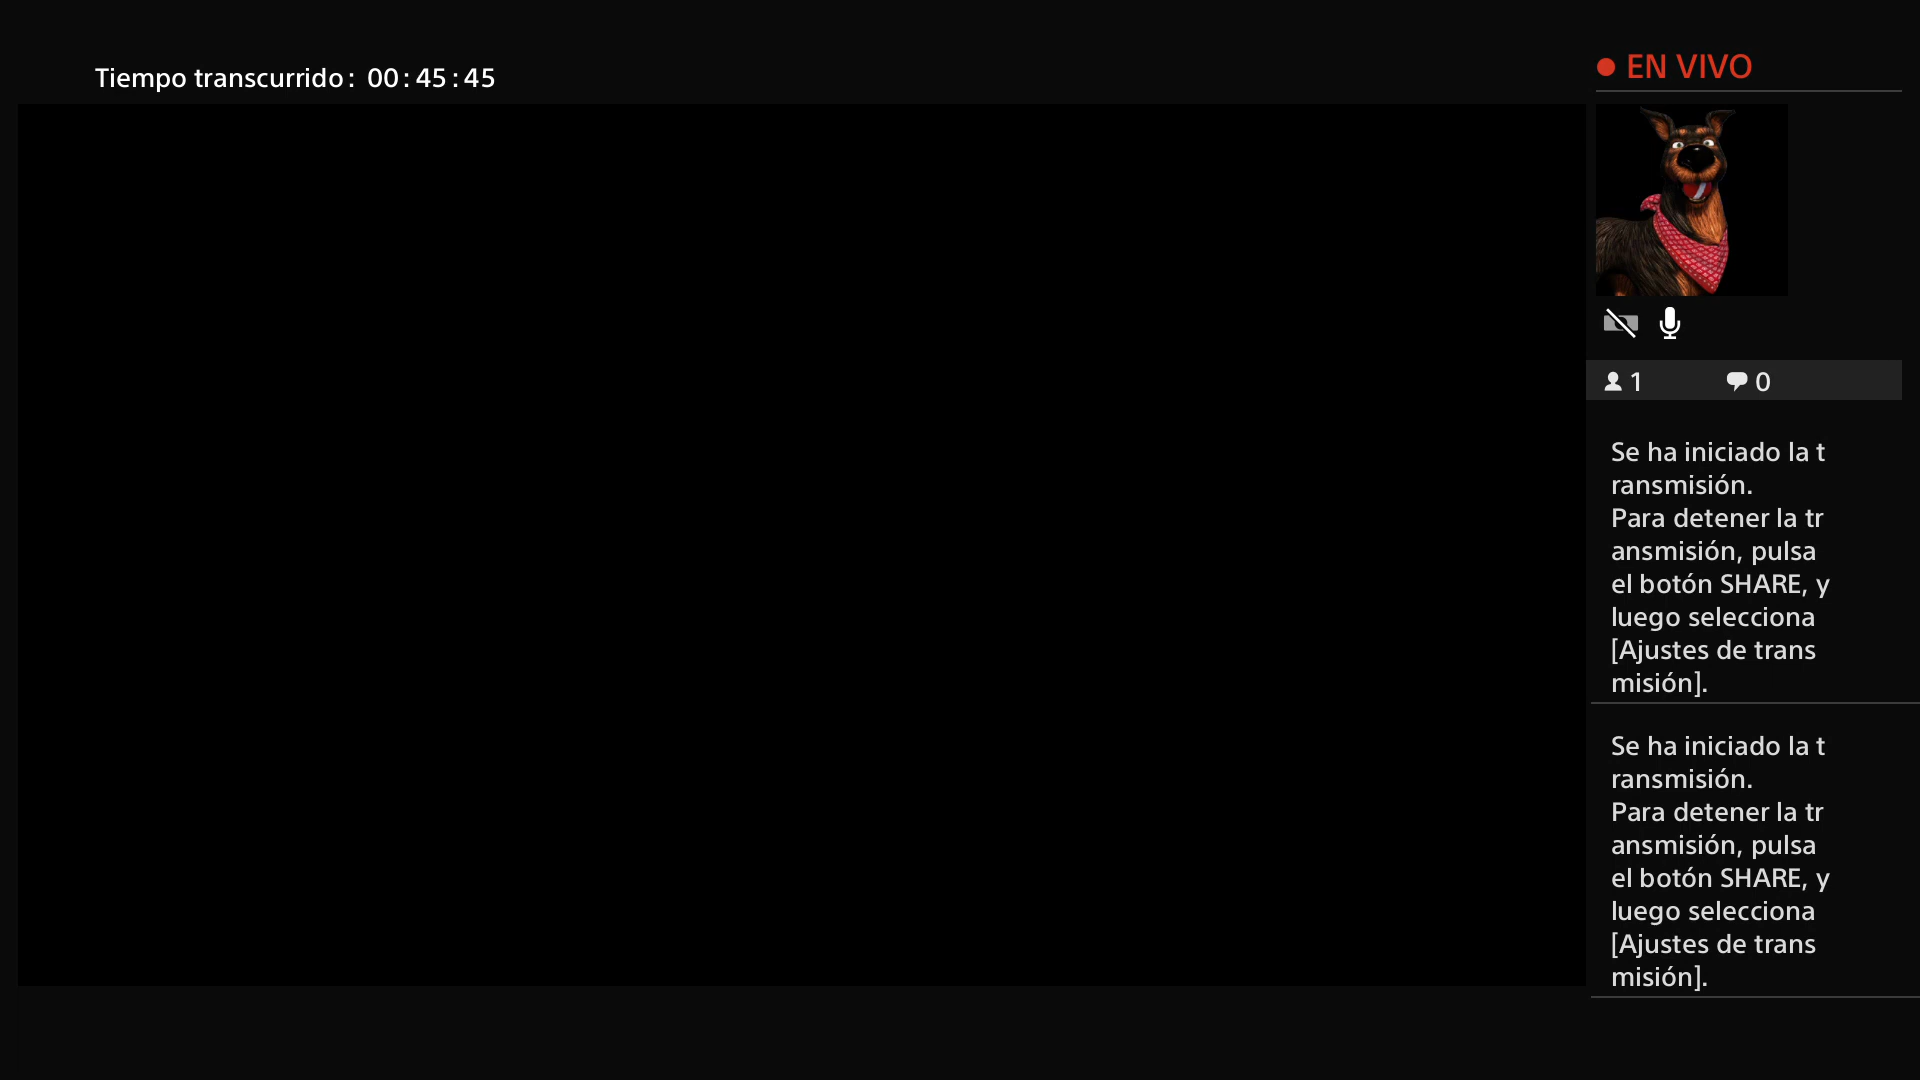 Tiempo transcurrido: 00:45:45
EN VIVO
1 0
Se ha iniciado la t
ransmisión.
Para detener la tr
ansmisión, pulsa
el botón SHARE, y
luego selecciona
[Ajustes de trans
misión].
Se ha iniciado la t
ransmisión.
Para detener la tr
ansmisión, pulsa
el botón SHARE, y
luego selecciona
[Ajustes de trans
misión].